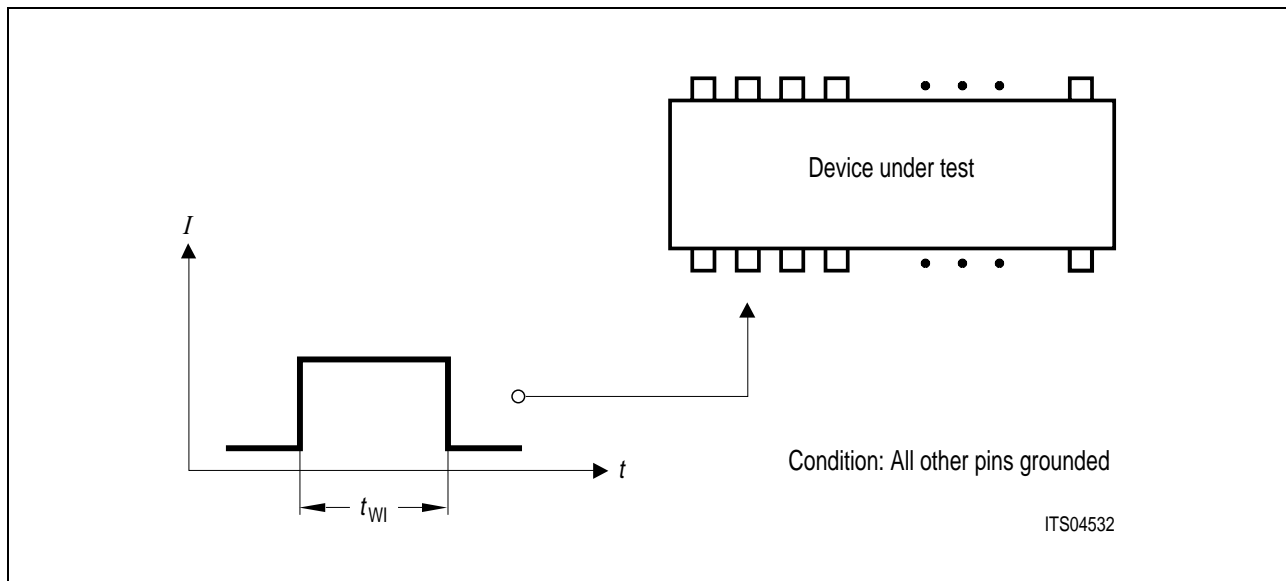 Device under test
I
t
tWI
Condition: All other pins grounded
ITS04532